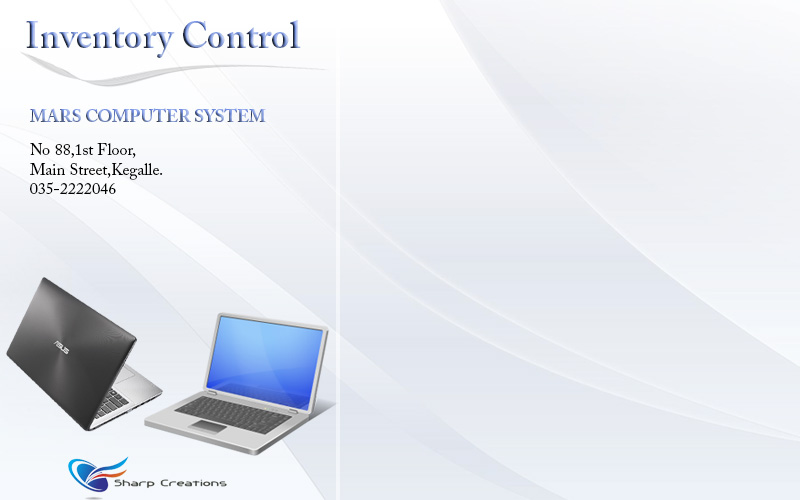 Inventory Control
MARS COMPUTER SYSTEM
No 88,1st Floor,
Main Street,Kegalle.
035-2222046
ASUS
Sharp Creations